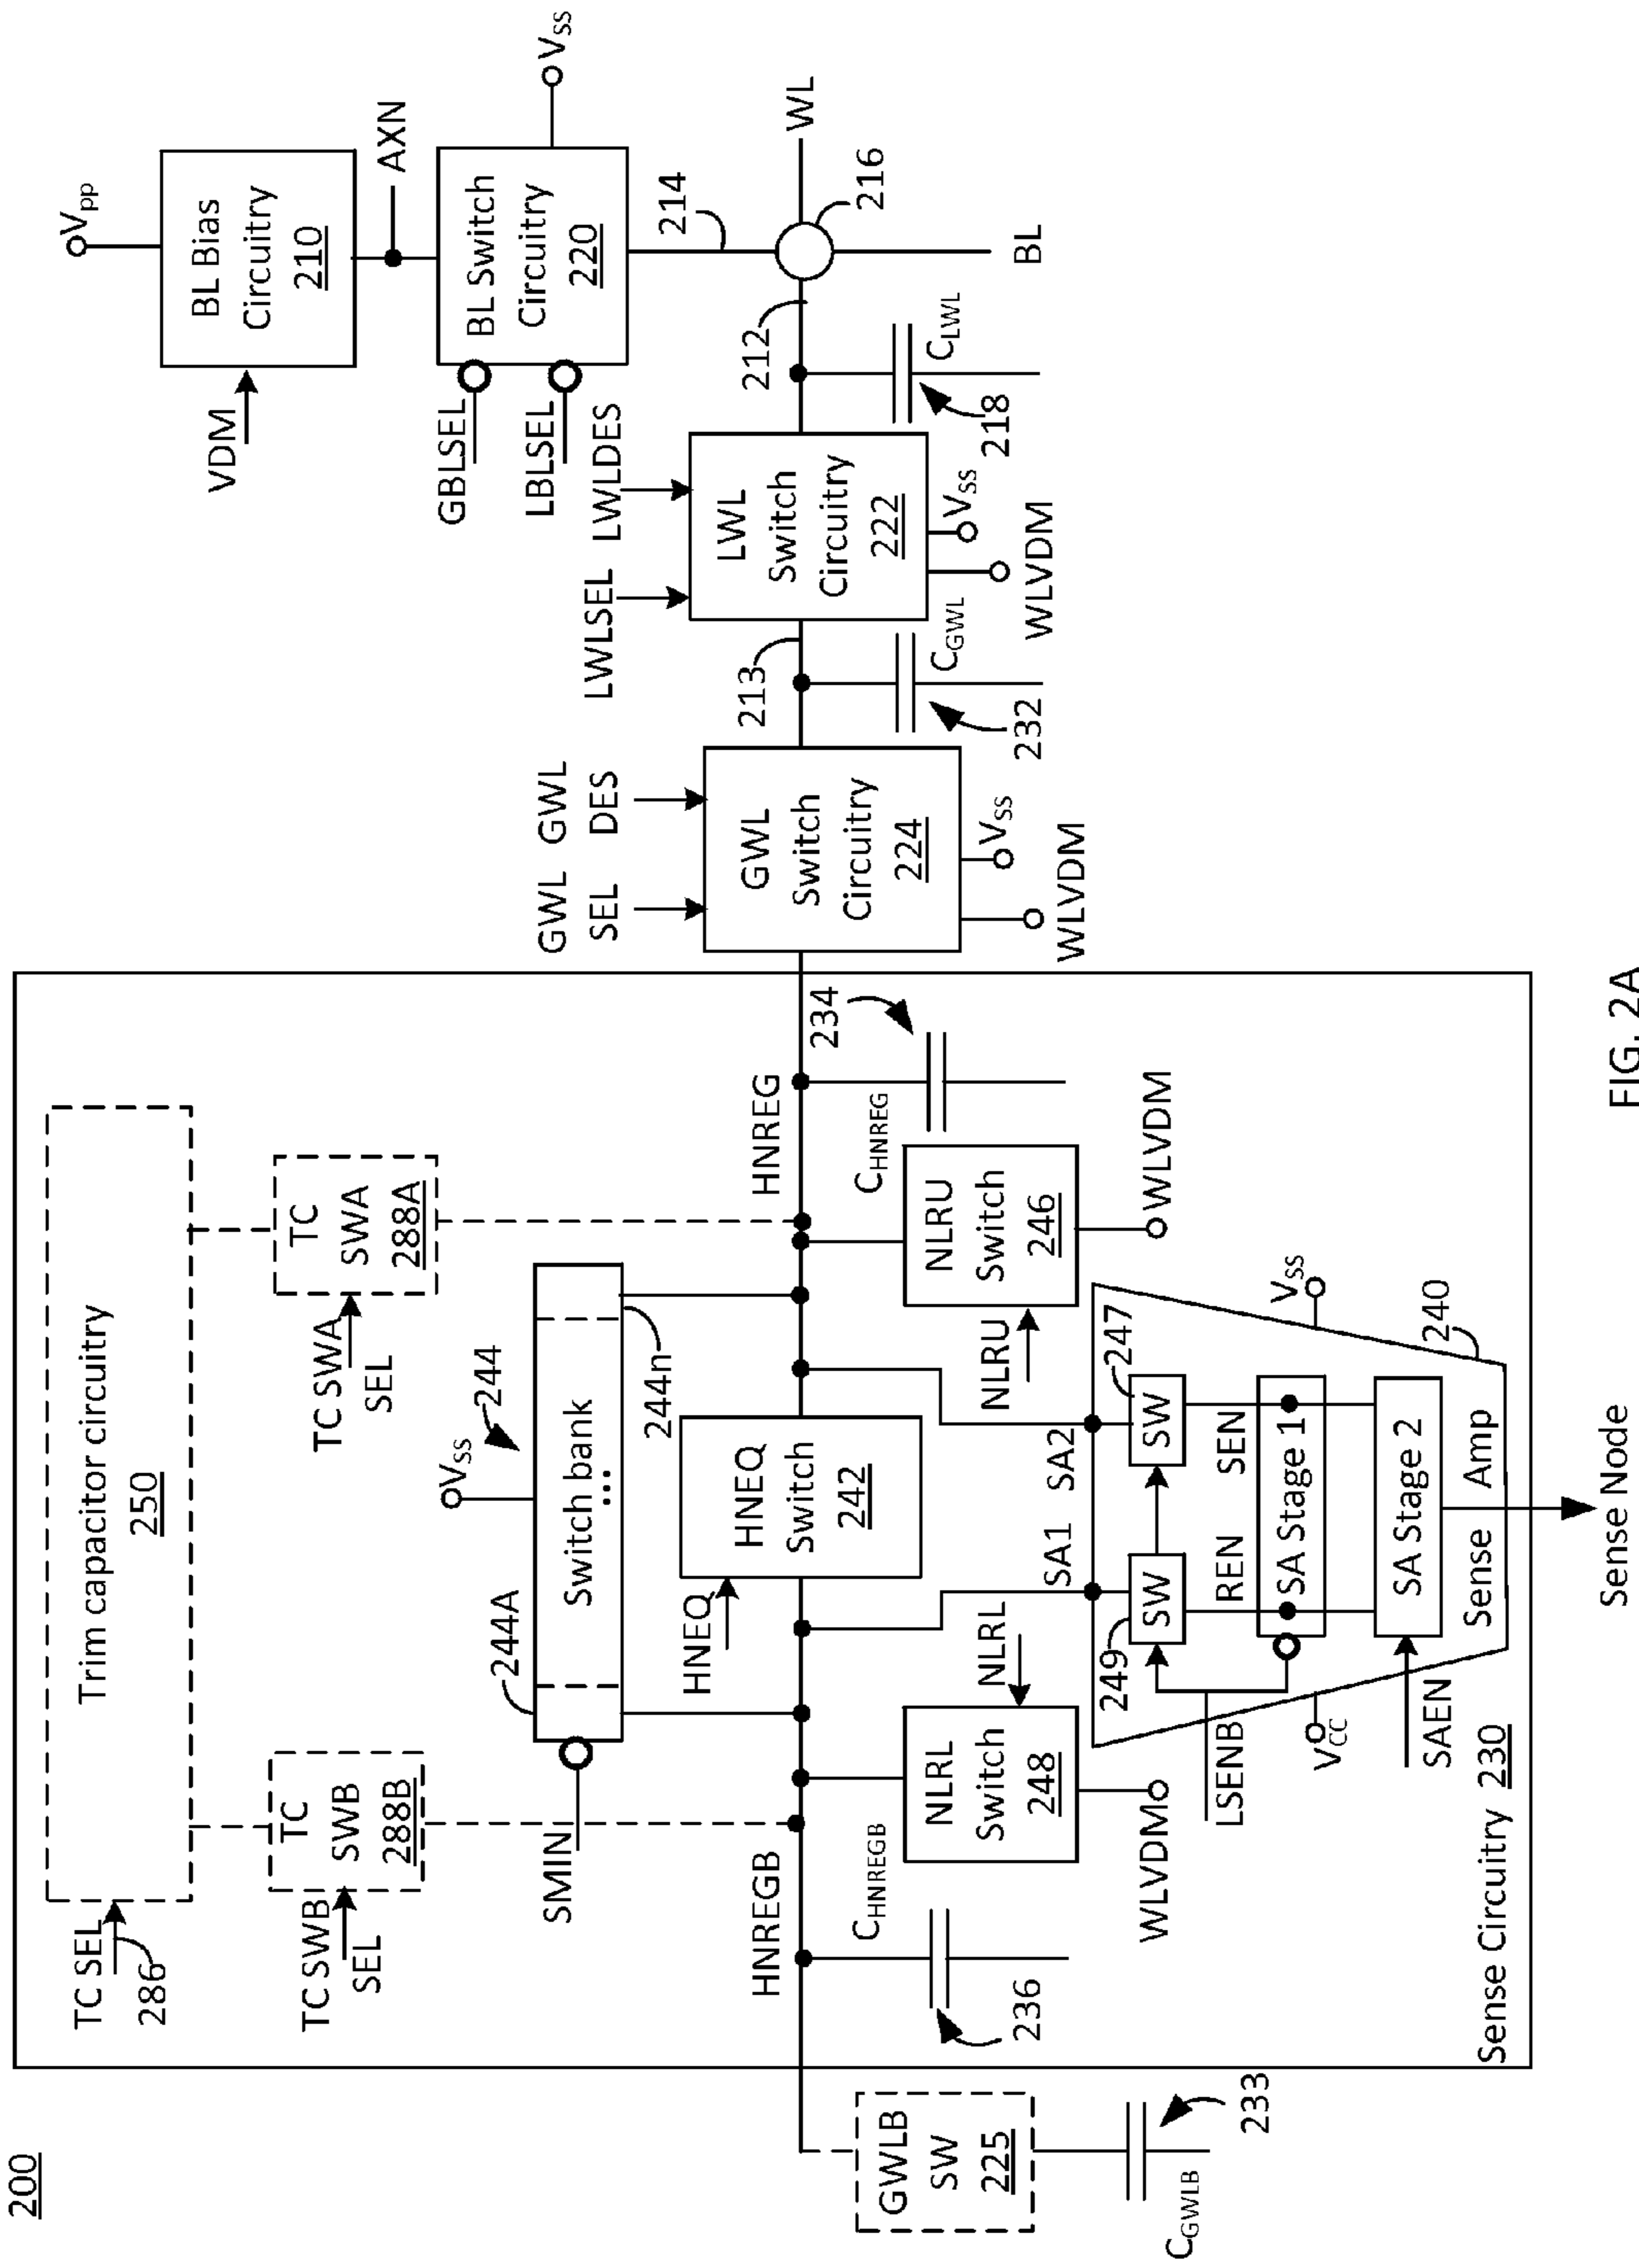 200
TC SEL
286
Trim capacitor circuitry
250
TC SWB
SEL
TC
SWB
288B
TC SWA
SEL
TC
SWA
288A
SMIN
244A
Switch bank
...
244n
VSS
244
HNEQ
HNEQ
Switch
242
HNREGB
HNREG
CHNREGB
236
CHNREG
234
NLRL
NLRL
Switch
248
WLVDM
NLRU
NLRU
Switch
246
WLVDM
SA1
SA2
249
SW
247
SW
REN
SEN
SA Stage 1
SA Stage 2
Sense
Amp
240
VSS
VCC
LSENB
SAEN
Sense Circuitry 230
Sense Node
GWLB
SW
225
CGWLB
233
GWL
SEL
GWL
DES
GWL
Switch
Circuitry
224
VSS
WLVDM
213
CGWL
232
LWLSEL
LWLDES
LWL
Switch
Circuitry
222
VSS
WLVDM
212
CLWL
218
VDM
Vpp
BL Bias
Circuitry
210
AXN
GBLSEL
LBLSEL
BL Switch
Circuitry
220
VSS
214
216
WL
BL
FIG. 2A